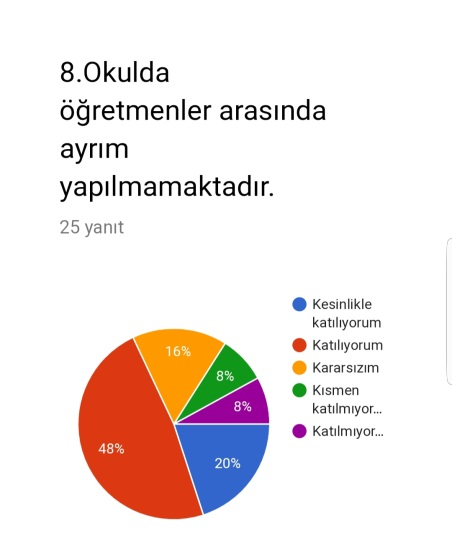 8.Okulda
öğretmenler arasında
ayrım
yapılmamaktadır.
25 yanıt
Kesinlikle
katılıyorum
Katılıyorum
Kararsızım
Kısmen
katılmıyor...
Katılmıyor...
16%
8%
8%
48%
20%